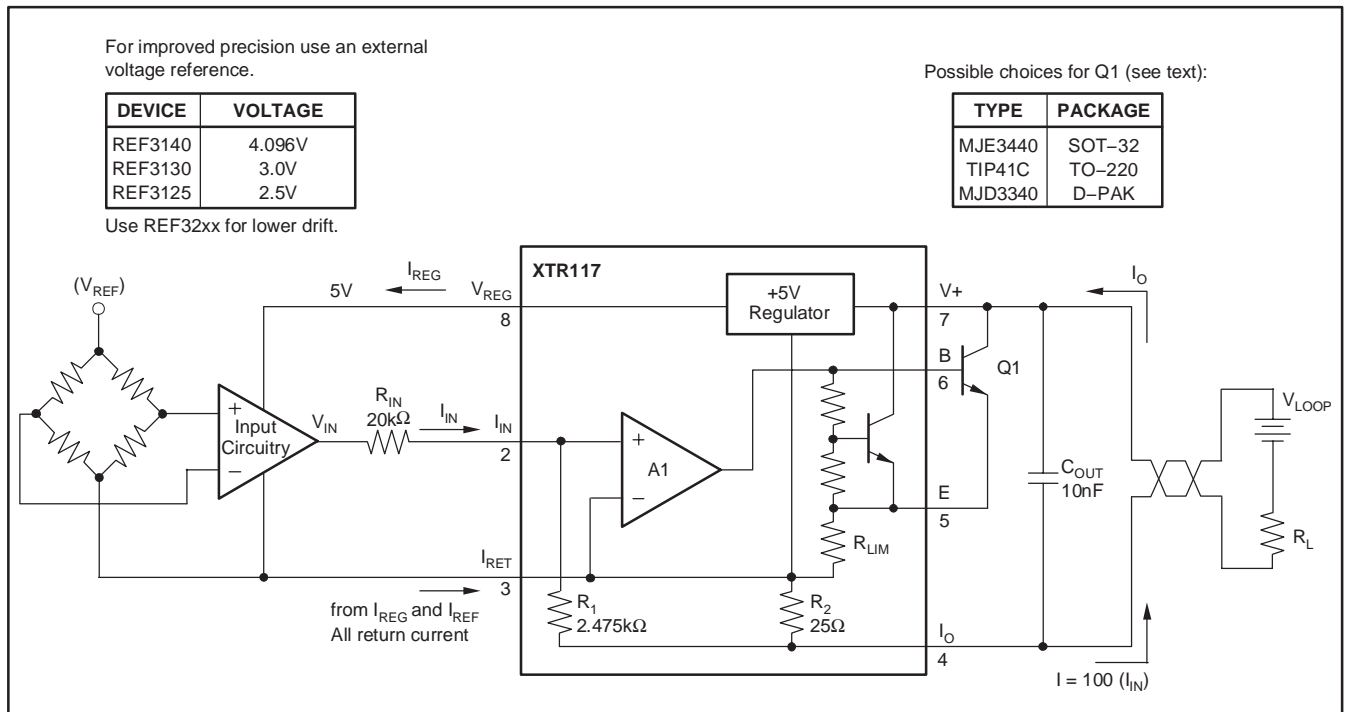 For improved precision use an external
voltage reference.
DEVICE VOLTAGE
REF3140 4.096V
REF3130 3.0V
REF3125 2.5V
Use REF32xx for lower drift.
Possible choices for Q1 (see text):
TYPE PACKAGE
MJE3440 SOT−32
TIP41C TO−220
MJD3340 D−PAK
XTR117
(VREF)
5V
IREG
VREG
8
+5V
Regulator
V+
7
IO
B
6
Q1
RIN
20kΩ
IIN
IIN
2
VIN
+
Input
Circuitry
−
+
A1
−
E
5
RLIM
COUT
10nF
VLOOP
RL
IRET
3
from IREG and IREF
All return current
R1
2.475kΩ
R2
25Ω
IO
4
I = 100 (IIN)